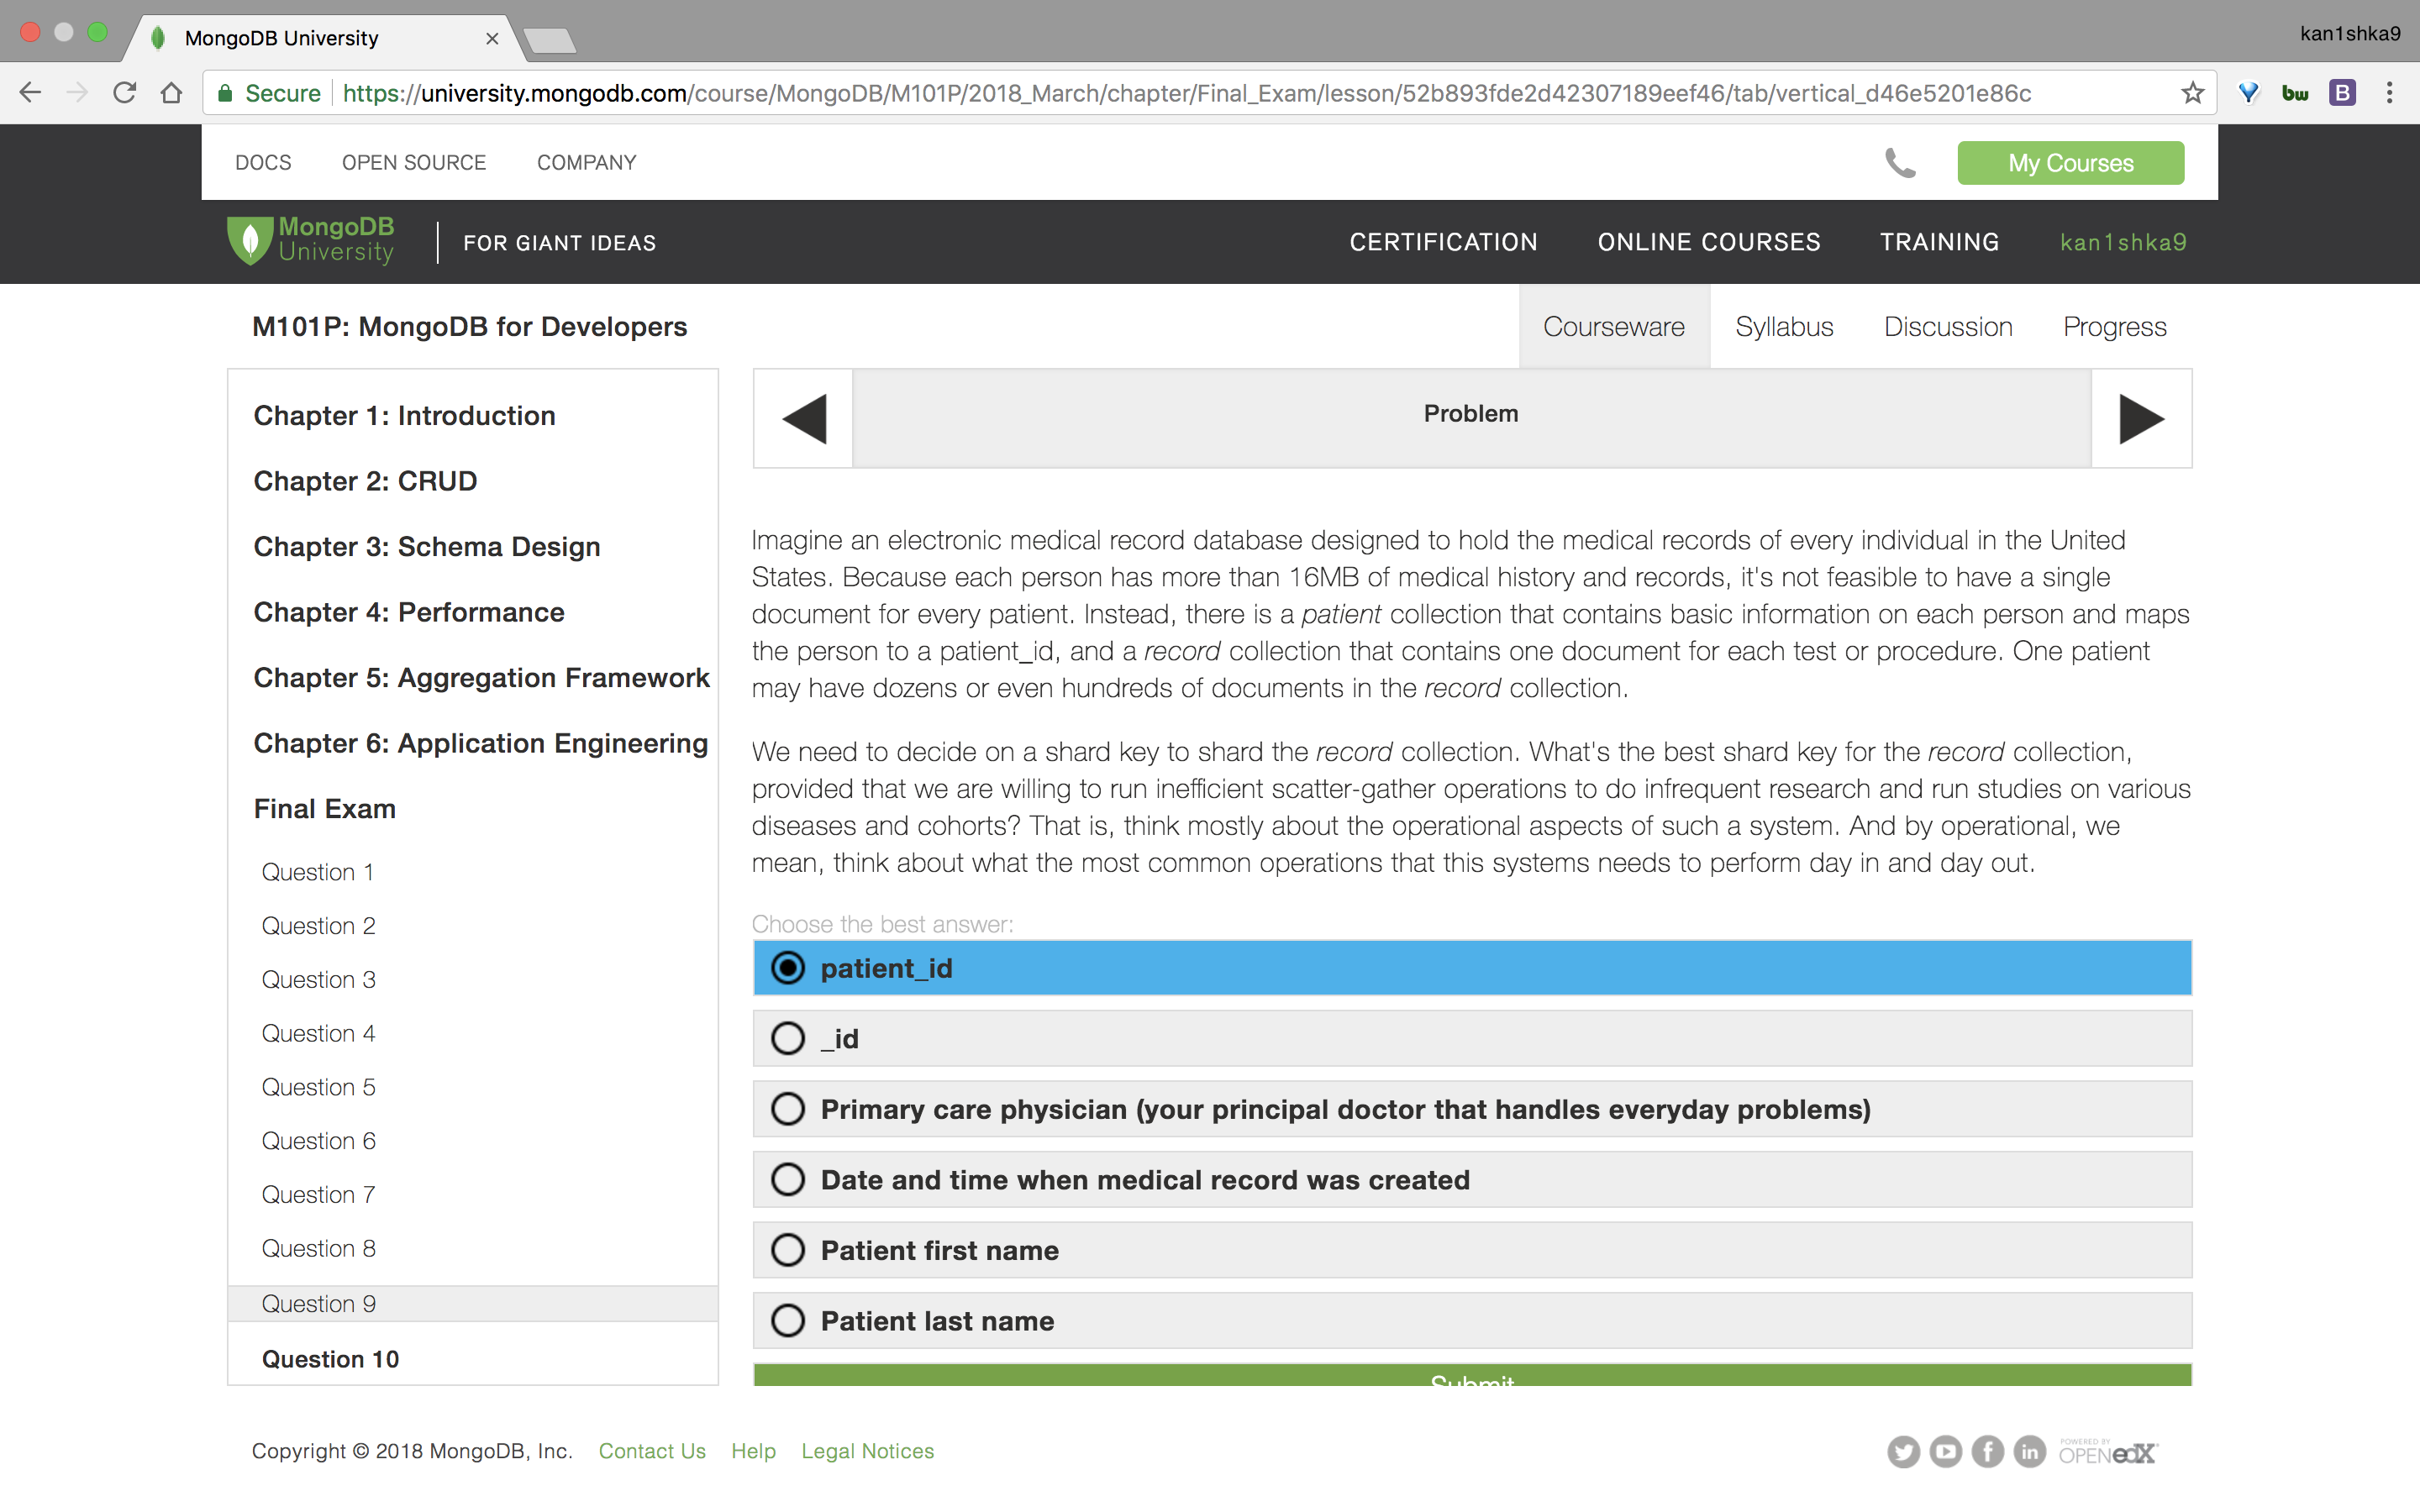 MongoDB University
kan1shka9
Secure https://university.mongodb.com/course/MongoDB/M101P/2018_March/chapter/Final_Exam/lesson/52b893fde2d42307189eef46/tab/vertical_d46e5201e86c
bw B
DOCS OPEN SOURCE COMPANY My Courses
MongoDB University FOR GIANT IDEAS CERTIFICATION ONLINE COURSES TRAINING kan1shka9
M101P: MongoDB for Developers Courseware Syllabus Discussion Progress
Chapter 1: Introduction
Chapter 2: CRUD
Chapter 3: Schema Design
Chapter 4: Performance
Chapter 5: Aggregation Framework
Chapter 6: Application Engineering
Final Exam
Question 1
Question 2
Question 3
Question 4
Question 5
Question 6
Question 7
Question 8
Question 9
Question 10
Problem
Imagine an electronic medical record database designed to hold the medical records of every individual in the United
States. Because each person has more than 16MB of medical history and records, it's not feasible to have a single
document for every patient. Instead, there is a patient collection that contains basic information on each person and maps
the person to a patient_id, and a record collection that contains one document for each test or procedure. One patient
may have dozens or even hundreds of documents in the record collection.
We need to decide on a shard key to shard the record collection. What's the best shard key for the record collection,
provided that we are willing to run inefficient scatter-gather operations to do infrequent research and run studies on various
diseases and cohorts? That is, think mostly about the operational aspects of such a system. And by operational, we
mean, think about what the most common operations that this systems needs to perform day in and day out.
Choose the best answer:
patient_id
_id
Primary care physician (your principal doctor that handles everyday problems)
Date and time when medical record was created
Patient first name
Patient last name
Submit
Copyright © 2018 MongoDB, Inc. Contact Us Help Legal Notices
POWERED BY
OPEN edX